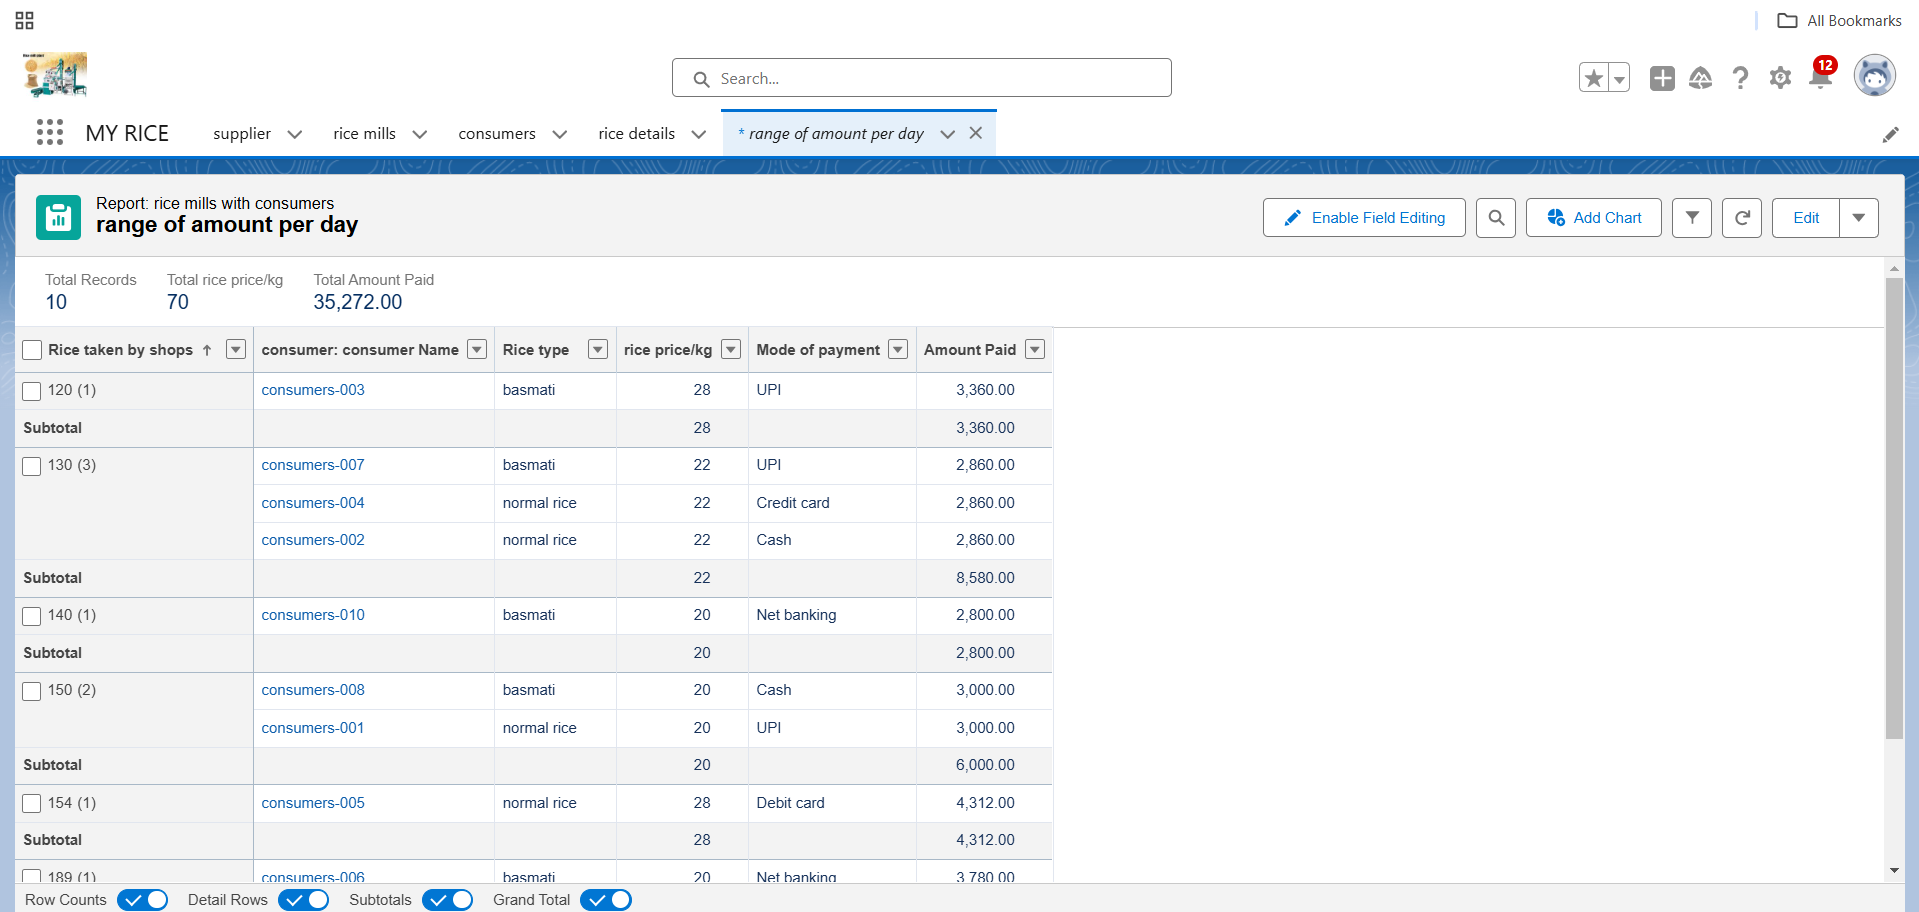 All Bookmarks
Search...
12
MY RICE
supplier
rice mills
consumers
rice details
* range of amount per day
Report: rice mills with consumers
range of amount per day
Enable Field Editing
Add Chart
Edit
Total Records
Total rice price/kg
Total Amount Paid
10
70
35,272.00
Rice taken by shops ↑ consumer: consumer Name Rice type rice price/kg Mode of payment Amount Paid
120 (1) consumers-003 basmati 28 UPI 3,360.00
Subtotal 28 3,360.00
130 (3) consumers-007 basmati 22 UPI 2,860.00
consumers-004 normal rice 22 Credit card 2,860.00
consumers-002 normal rice 22 Cash 2,860.00
Subtotal 22 8,580.00
140 (1) consumers-010 basmati 20 Net banking 2,800.00
Subtotal 20 2,800.00
150 (2) consumers-008 basmati 20 Cash 3,000.00
consumers-001 normal rice 20 UPI 3,000.00
Subtotal 20 6,000.00
154 (1) consumers-005 normal rice 28 Debit card 4,312.00
Subtotal 28 4,312.00
189 (1) consumers-006 basmati 20 Net banking 3,780.00
Row Counts
Detail Rows
Subtotals
Grand Total